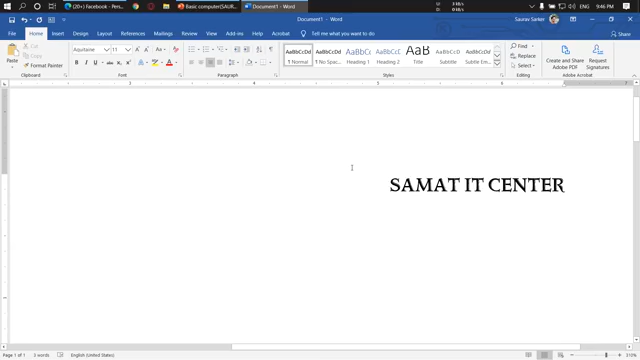 (20+) Facebook - Pers...
Basic computer(SAUR...
Document1 - Word
ENG
9:46 PM
Document1 - Word
Saurav Sarker
File
Home
Insert
Design
Layout
References
Mailings
Review
View
Add-ins
Help
Acrobat
Tell me what you want to do
Share
Paste
Cut
Copy
Format Painter
Clipboard
Arjuitarle
11
Font
Paragraph
AaBbCcDd
Normal
AaBbCcDd
No Spac...
AaBbCc
Heading 1
AaBbCcC
Heading 2
AaB
Title
AaBbCcD
Subtitle
AaBbCcDd
Subtle Em...
Styles
Find
Replace
Select
Editing
Create and Share
Adobe PDF
Request
Signatures
Adobe Acrobat
SAMAT IT CENTER
Page 1 of 1
3 words
English (United States)
310%